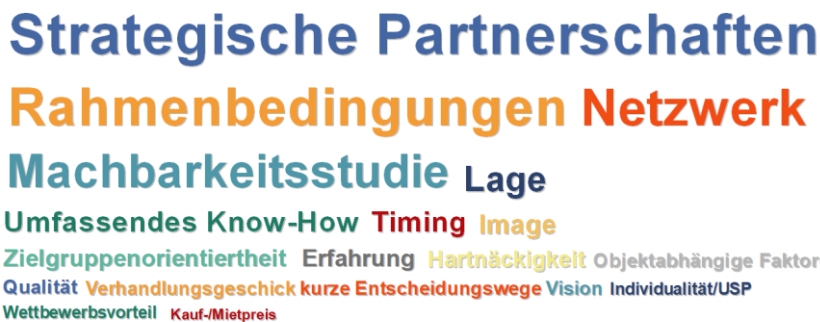 Strategische Partnerschaften
Rahmenbedingungen Netzwerk
Machbarkeitsstudie Lage
Umfassendes Know-How Timing Image
Zielgruppenorientiertheit Erfahrung Hartnäckigkeit Objektabhängige Faktor
Qualität Verhandlungsgeschick kurze Entscheidungswege Vision Individualität/USP
Wettbewerbsvorteil Kauf-/Mietpreis